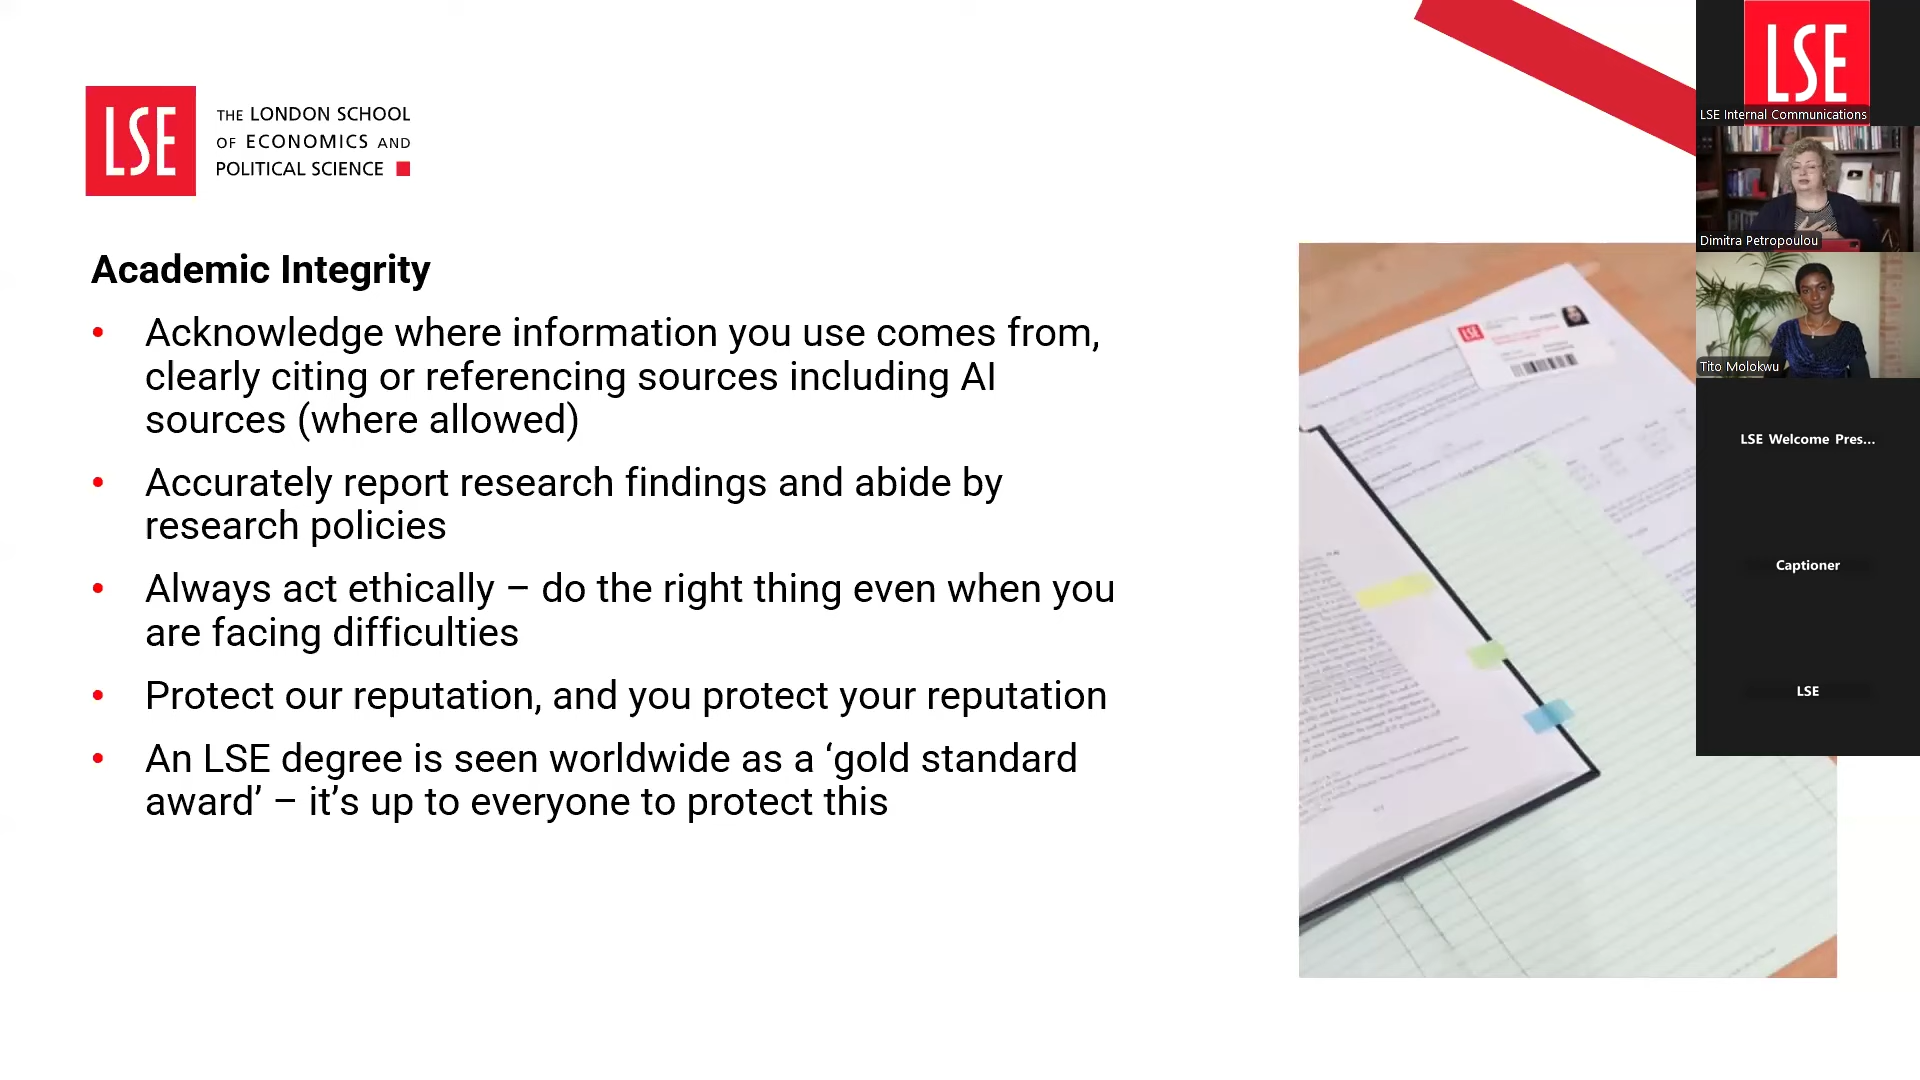 LSE
THE LONDON SCHOOL
OF ECONOMICS AND
POLITICAL SCIENCE
Academic Integrity
• Acknowledge where information you use comes from,
clearly citing or referencing sources including AI
sources (where allowed)
• Accurately report research findings and abide by
research policies
• Always act ethically – do the right thing even when you
are facing difficulties
• Protect our reputation, and you protect your reputation
• An LSE degree is seen worldwide as a ‘gold standard
award’ – it’s up to everyone to protect this
LSE
LSE
LSE Internal Communications
Dimitra Petropoulou
Tito Molokwu
LSE Welcome Pres...
Captioner
LSE